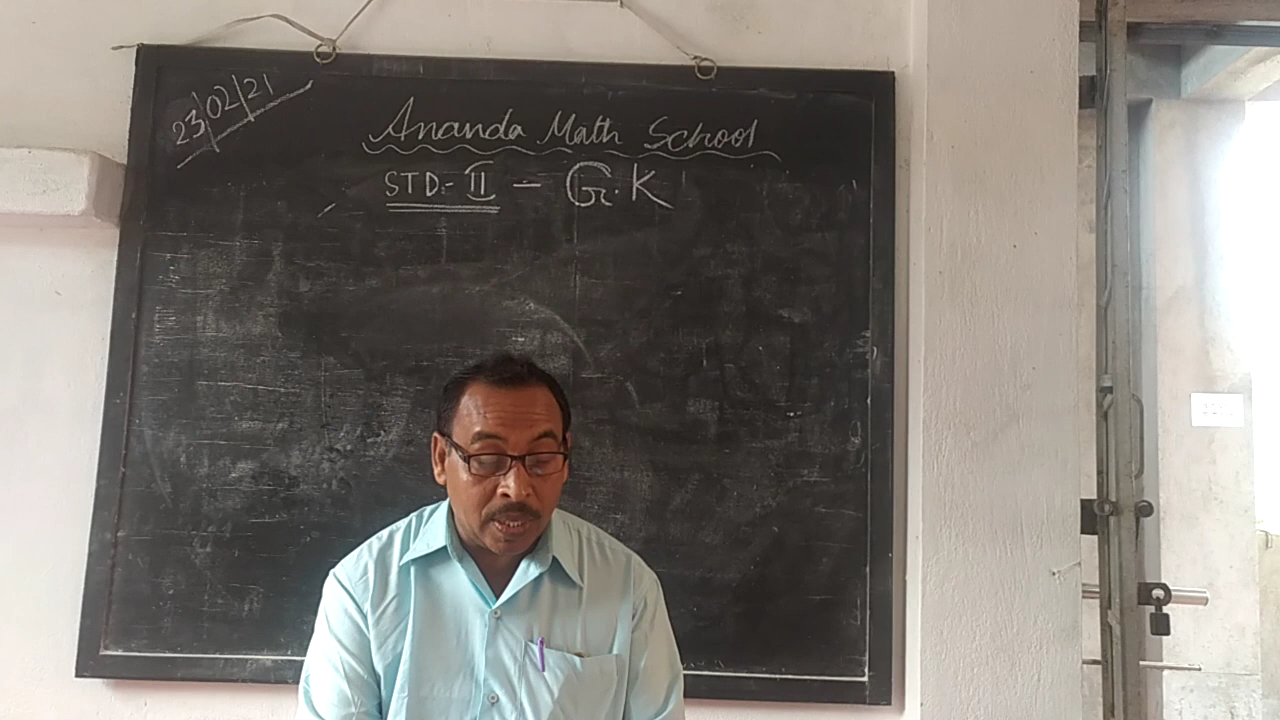 23/02/21
Ananda Math School
STD:- II - G.K